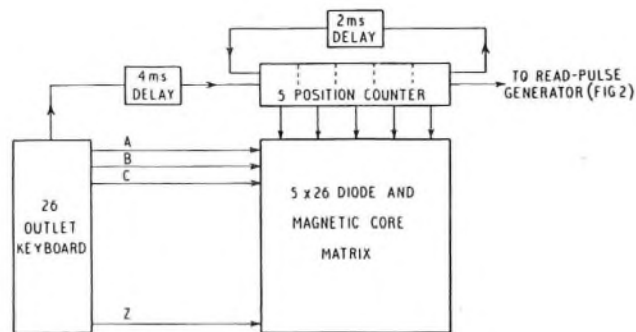 2ms
DELAY
4ms
DELAY
5 POSITION COUNTER
TO READ-PULSE
GENERATOR (FIG 2)
A
B
C
26
OUTLET
KEYBOARD
5 x 26 DIODE AND
MAGNETIC CORE
MATRIX
Z